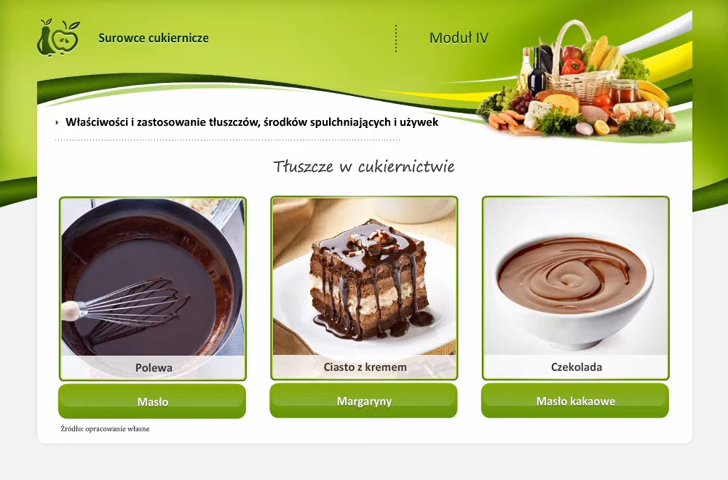 Surowce cukiernicze
Moduł IV
Właściwości i zastosowanie tłuszczów, środków spulchniających i używek
Tłuszcze w cukiernictwie
Polewa
Ciasto z kremem
Czekolada
Masło
Margaryny
Masło kakaowe
Źródło: opracowanie własne